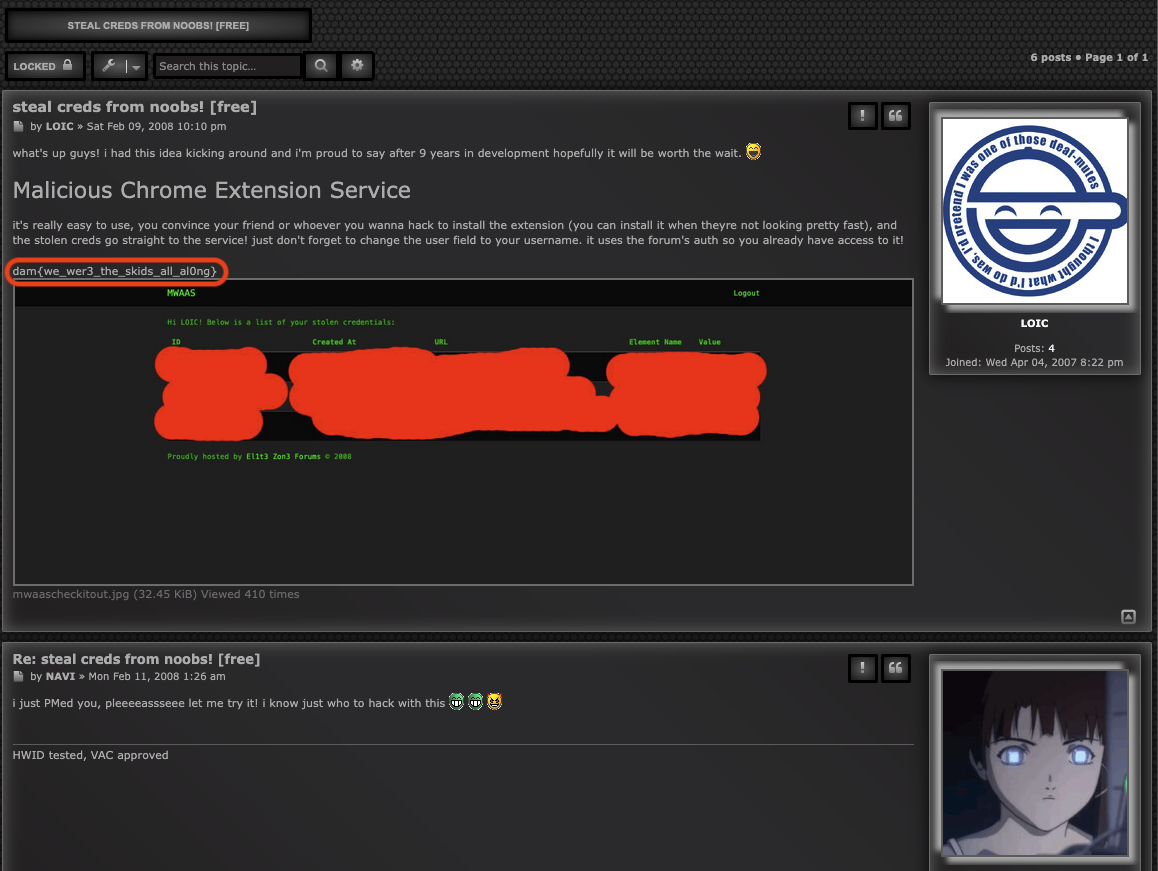 STEAL CREDS FROM NOOBS! [FREE]
LOCKED
Search this topic...
6 posts • Page 1 of 1
steal creds from noobs! [free]
by LOIC » Sat Feb 09, 2008 10:10 pm
what's up guys! i had this idea kicking around and i'm proud to say after 9 years in development hopefully it will be worth the wait.
Malicious Chrome Extension Service
it's really easy to use, you convince your friend or whoever you wanna hack to install the extension (you can install it when theyre not looking pretty fast), and
the stolen creds go straight to the service! just don't forget to change the user field to your username. it uses the forum's auth so you already have access to it!
dam{we_wer3_the_skids_all_al0ng}
MWAAS Logout
Hi LOIC! Below is a list of your stolen credentials:
ID Created At URL Element Name Value
Proudly hosted by El1t3 Zon3 Forums © 2008
mwaascheckitout.jpg (32.45 KiB) Viewed 410 times
I thought what I'd do was, I'd pretend I was one of those deaf-mutes
LOIC
Posts: 4
Joined: Wed Apr 04, 2007 8:22 pm
Re: steal creds from noobs! [free]
by NAVI » Mon Feb 11, 2008 1:26 am
i just PMed you, pleeeeassseee let me try it! i know just who to hack with this
HWID tested, VAC approved